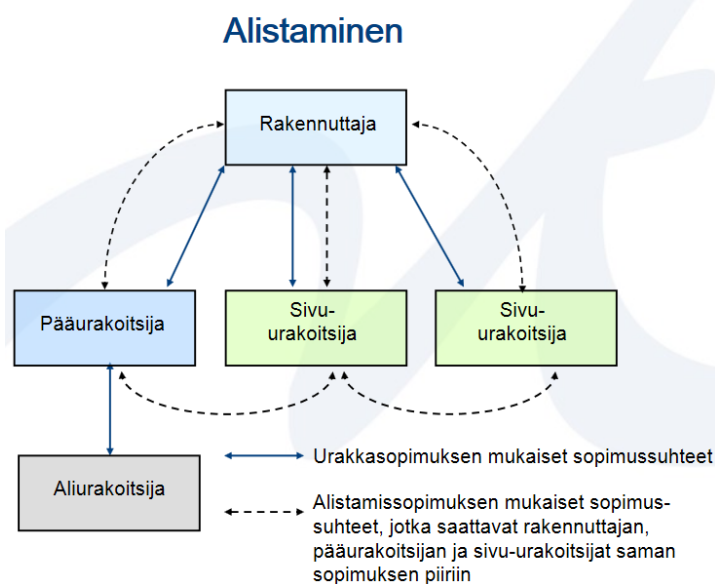 Alistaminen
Rakennuttaja
Pääurakoitsija
Sivu-
urakoitsija
Sivu-
urakoitsija
Aliurakoitsija
Urakkasopimuksen mukaiset sopimussuhteet
Alistamissopimuksen mukaiset sopimus-
suhteet, jotka saattavat rakennuttajan,
pääurakoitsijan ja sivu-urakoitsijat saman
sopimuksen piiriin